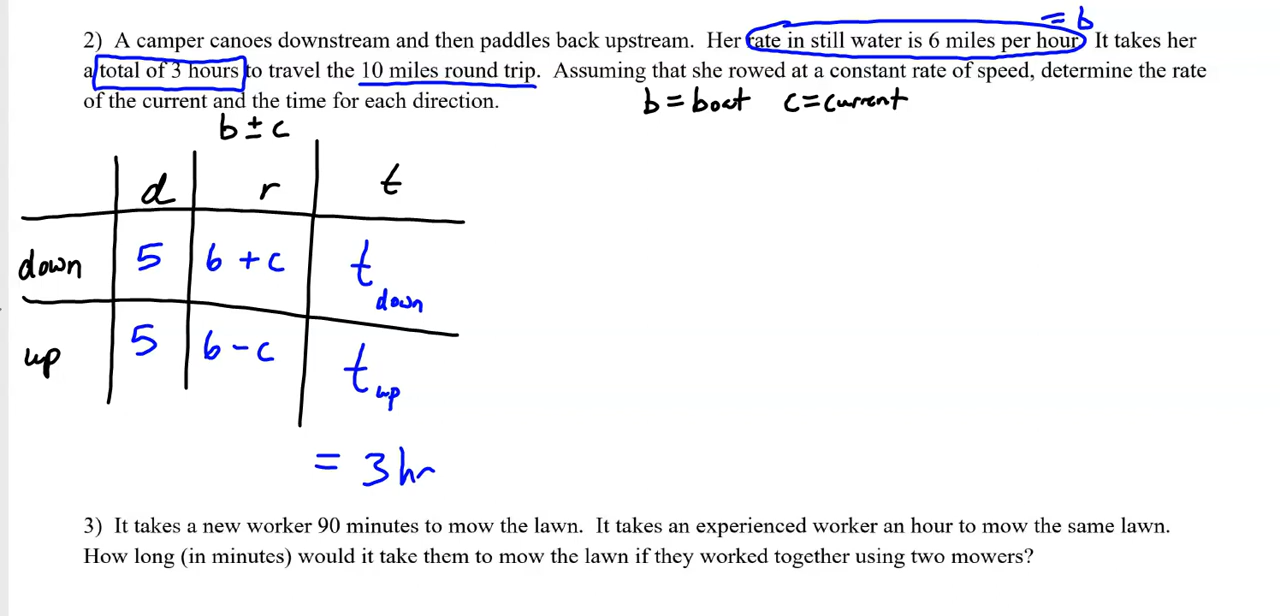 = b
2) A camper canoes downstream and then paddles back upstream. Her rate in still water is 6 miles per hour. It takes her
a total of 3 hours to travel the 10 miles round trip. Assuming that she rowed at a constant rate of speed, determine the rate
of the current and the time for each direction.
b = boat c = current
b ± c
d r t
down 5 6 + c t down
up 5 6 - c t up
= 3 hr
3) It takes a new worker 90 minutes to mow the lawn. It takes an experienced worker an hour to mow the same lawn.
How long (in minutes) would it take them to mow the lawn if they worked together using two mowers?